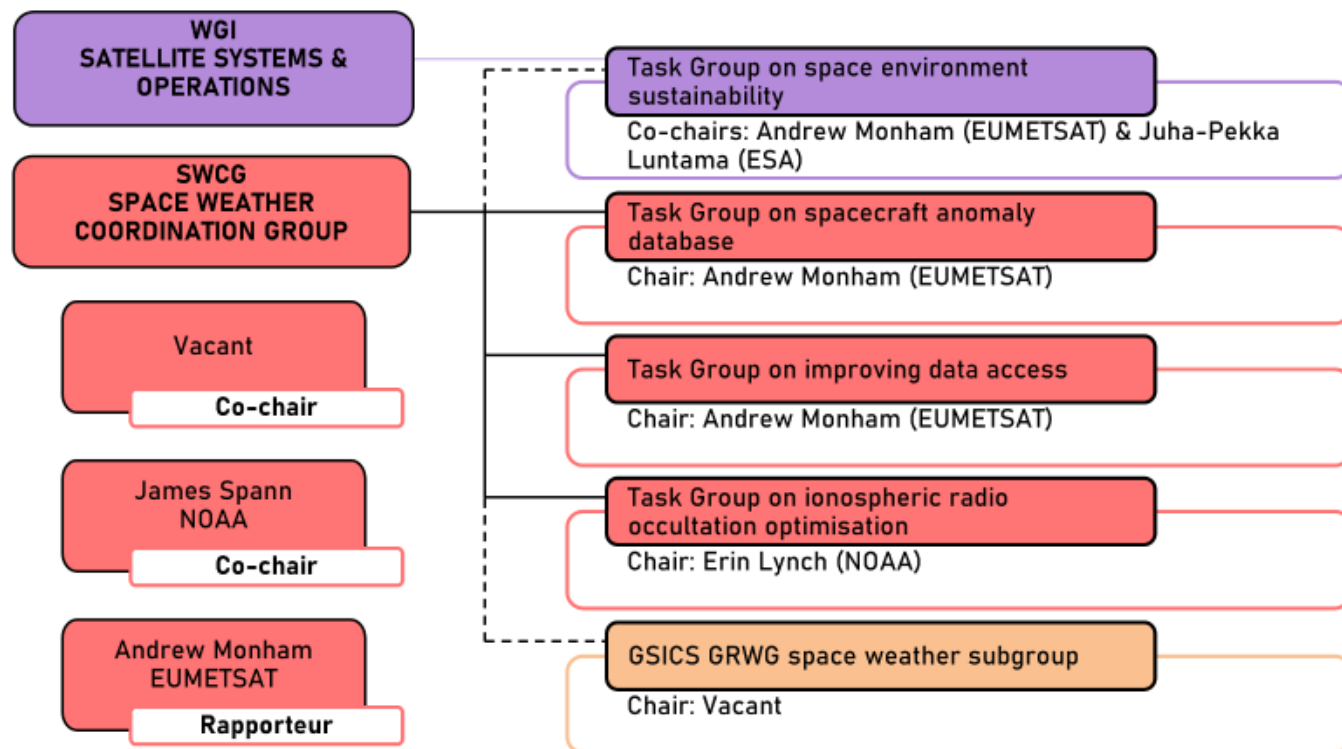 WGI
SATELLITE SYSTEMS &
OPERATIONS
SWCG
SPACE WEATHER
COORDINATION GROUP
Vacant
Co-chair
James Spann
NOAA
Co-chair
Andrew Monham
EUMETSAT
Rapporteur
Task Group on space environment
sustainability
Co-chairs: Andrew Monham (EUMETSAT) & Juha-Pekka
Luntama (ESA)
Task Group on spacecraft anomaly
database
Chair: Andrew Monham (EUMETSAT)
Task Group on improving data access
Chair: Andrew Monham (EUMETSAT)
Task Group on ionospheric radio
occultation optimisation
Chair: Erin Lynch (NOAA)
GSICS GRWG space weather subgroup
Chair: Vacant